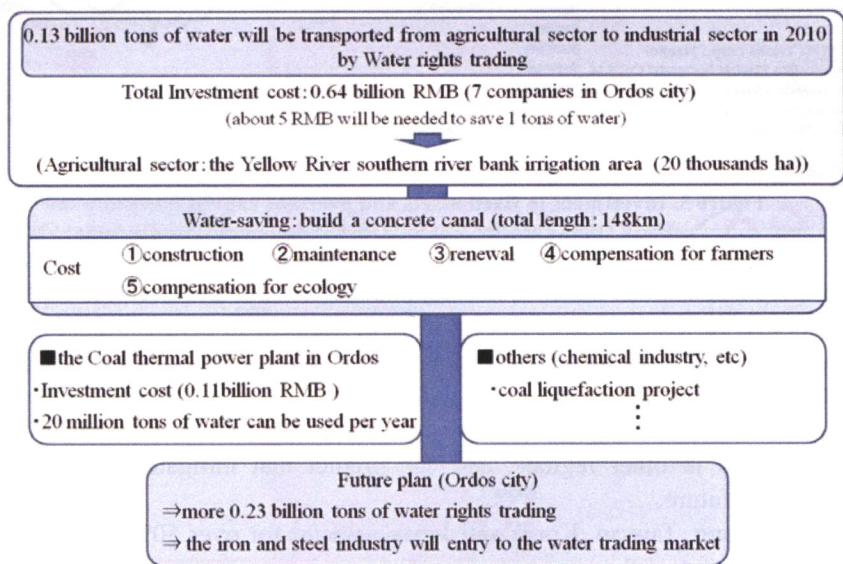 0.13 billion tons of water will be transported from agricultural sector to industrial sector in 2010
by Water rights trading
Total Investment cost: 0.64 billion RMB (7 companies in Ordos city)
(about 5 RMB will be needed to save 1 tons of water)
(Agricultural sector: the Yellow River southern river bank irrigation area (20 thousands ha))
Water-saving: build a concrete canal (total length: 148km)
Cost ①construction ②maintenance ③renewal ④compensation for farmers
⑤compensation for ecology
■the Coal thermal power plant in Ordos
・Investment cost (0.11billion RMB )
・20 million tons of water can be used per year
■others (chemical industry, etc)
・coal liquefaction project
⋮
Future plan (Ordos city)
⇒more 0.23 billion tons of water rights trading
⇒ the iron and steel industry will entry to the water trading market